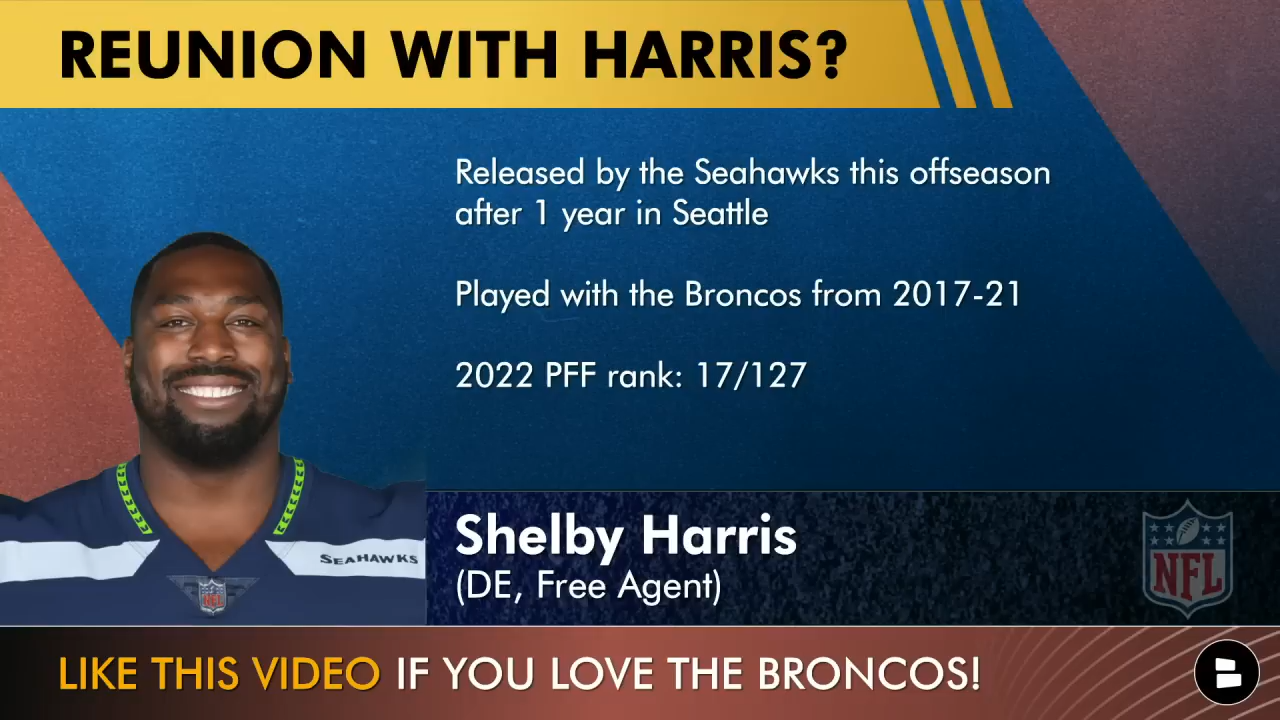 REUNION WITH HARRIS?
Released by the Seahawks this offseason
after 1 year in Seattle
Played with the Broncos from 2017-21
2022 PFF rank: 17/127
SEAHAWKS
NFL
Shelby Harris
(DE, Free Agent)
NFL
LIKE THIS VIDEO IF YOU LOVE THE BRONCOS!